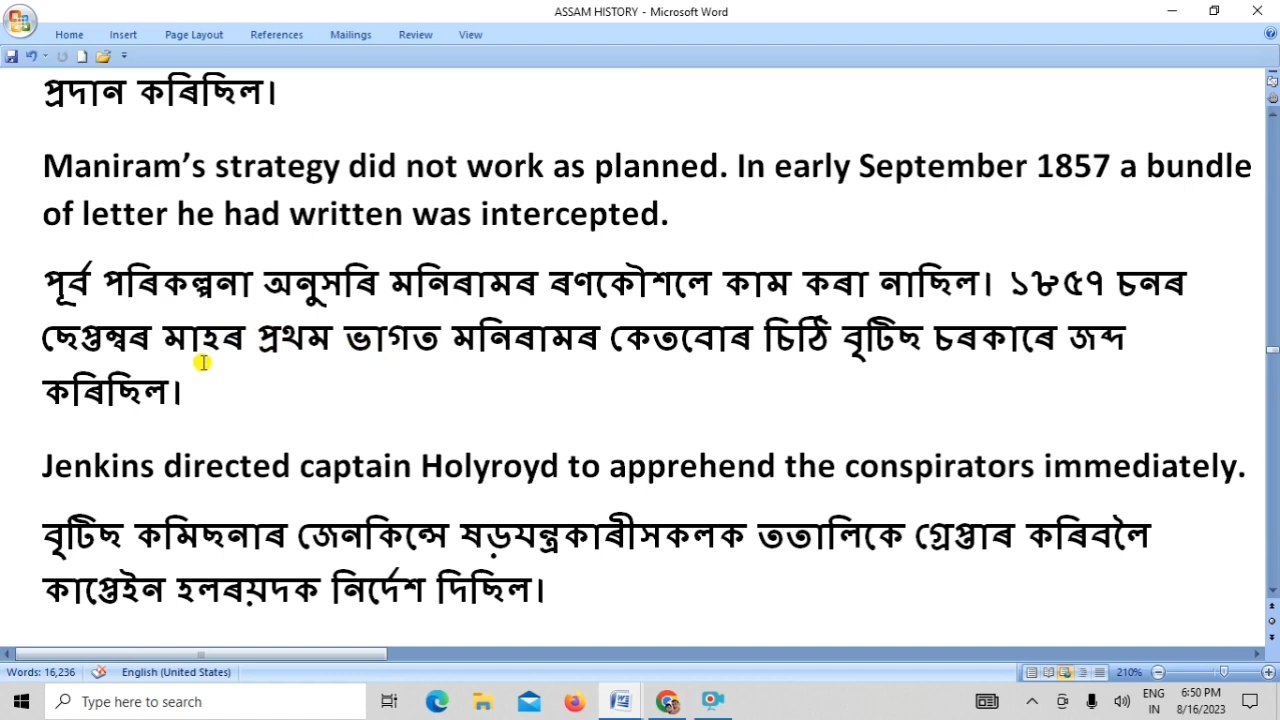 ASSAM HISTORY - Microsoft Word
Home Insert Page Layout References Mailings Review View
প্ৰদান কৰিছিল।
Maniram’s strategy did not work as planned. In early September 1857 a bundle
of letter he had written was intercepted.
পূৰ্ব পৰিকল্পনা অনুসৰি মনিৰামৰ ৰণকৌশলে কাম কৰা নাছিল। ১৮৫৭ চনৰ
ছেপ্তম্বৰ মাহৰ প্ৰথম ভাগত মনিৰামৰ কেতবোৰ চিঠি বৃটিছ চৰকাৰে জব্দ
কৰিছিল।
Jenkins directed captain Holyroyd to apprehend the conspirators immediately.
বৃটিছ কমিছনাৰ জেনকিন্সে ষড়যন্ত্ৰকাৰীসকলক ততালিকে গ্ৰেপ্তাৰ কৰিবলৈ
কাপ্তেইন হলৰয়দক নিৰ্দেশ দিছিল।
Words: 16,236 English (United States) 210%
Type here to search
ENG 6:50 PM
IN 8/16/2023